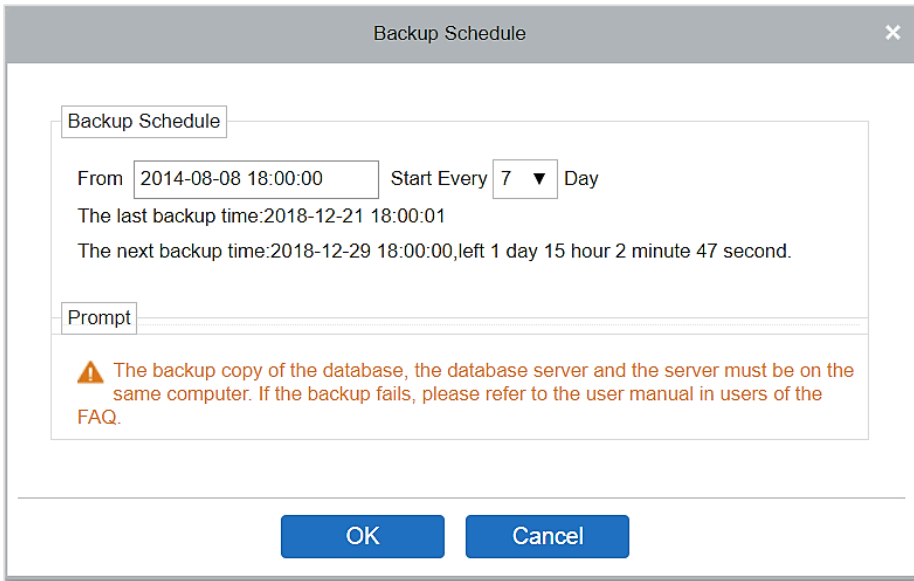 Backup Schedule
×
Backup Schedule
From 2014-08-08 18:00:00 Start Every 7 ▼ Day
The last backup time:2018-12-21 18:00:01
The next backup time:2018-12-29 18:00:00,left 1 day 15 hour 2 minute 47 second.
Prompt
The backup copy of the database, the database server and the server must be on the
same computer. If the backup fails, please refer to the user manual in users of the
FAQ.
OK Cancel